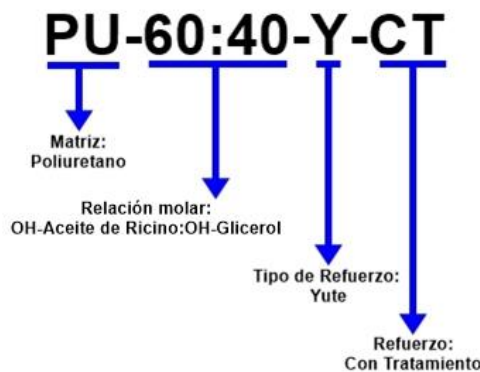 PU-60:40-Y-CT
Matriz:
Poliuretano
Relación molar:
OH-Aceite de Ricino:OH-Glicerol
Tipo de Refuerzo:
Yute
Refuerzo:
Con Tratamiento